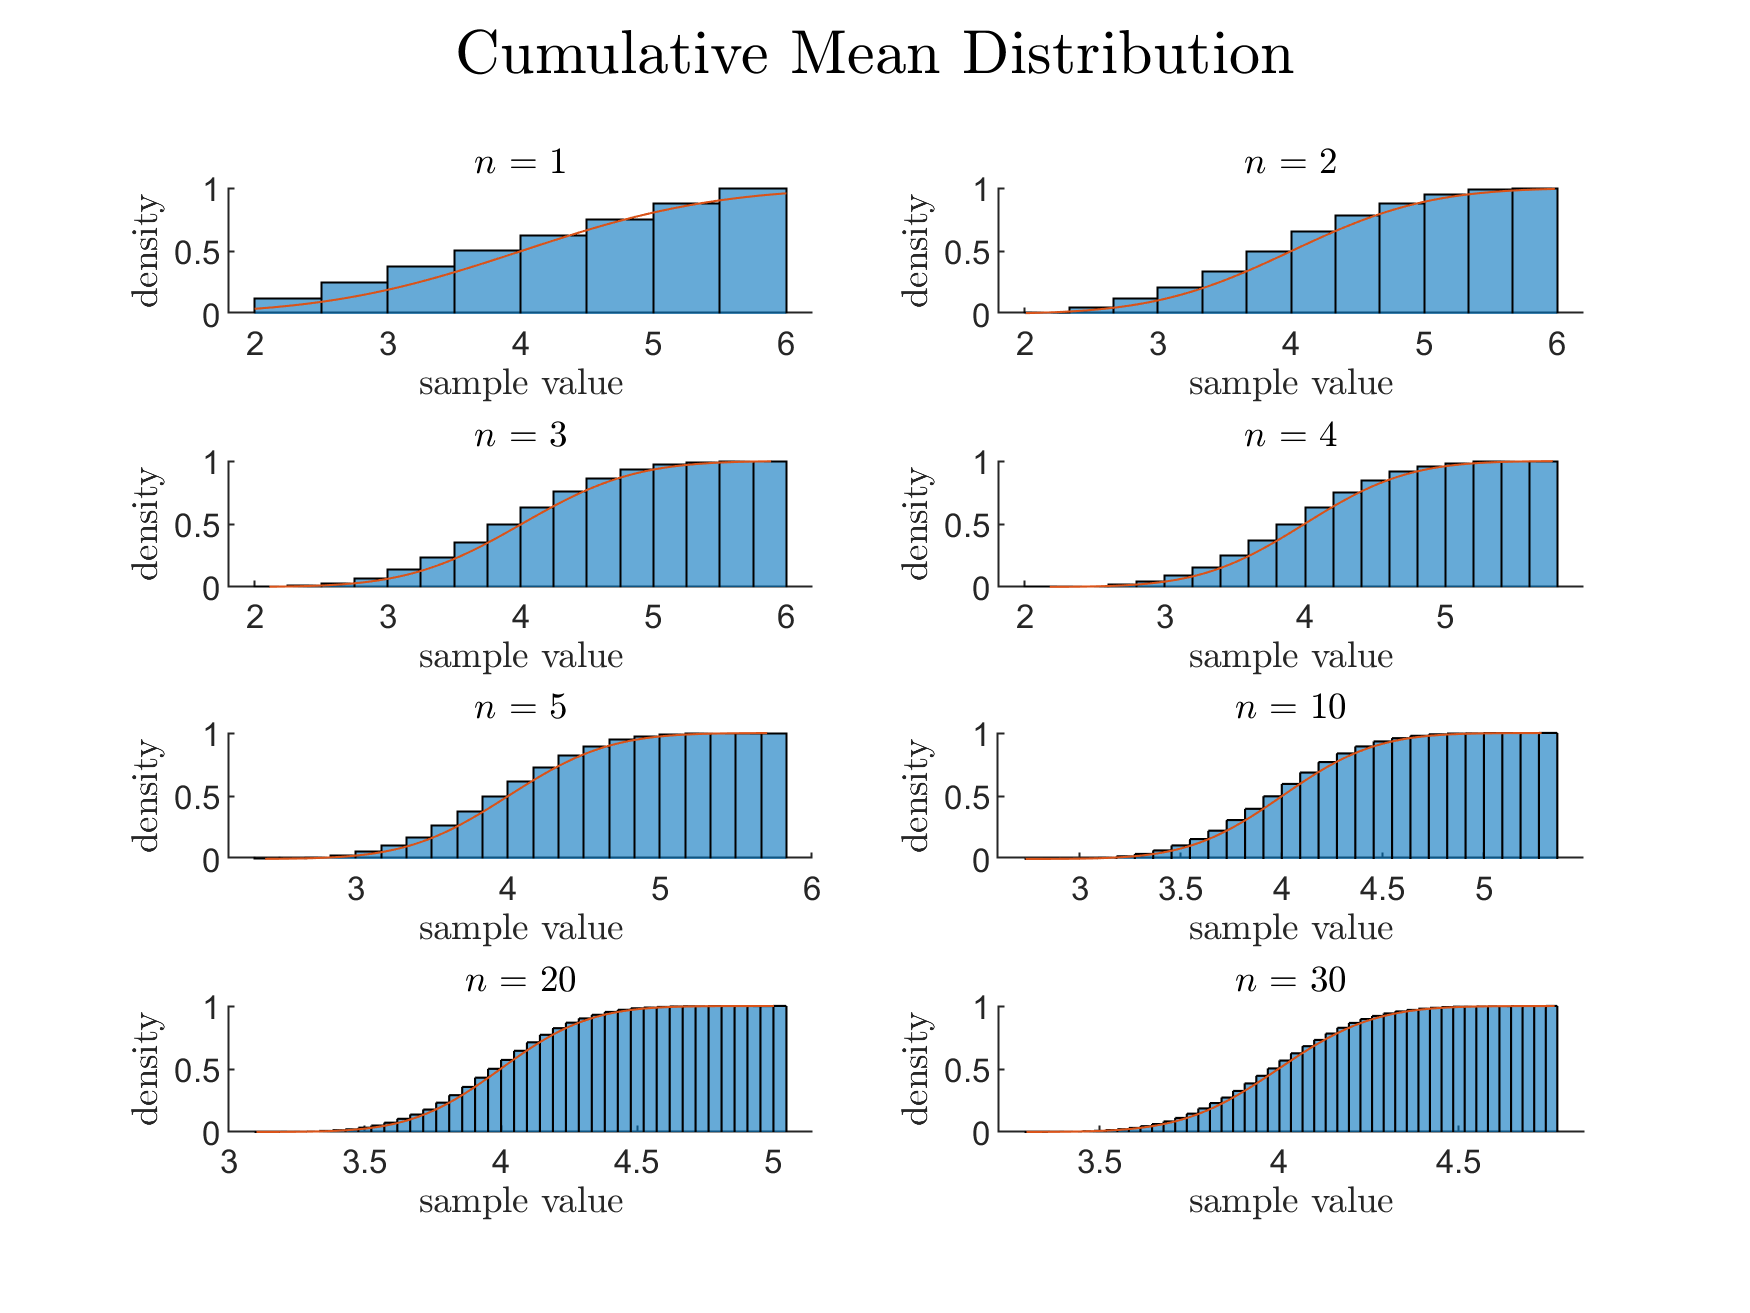 Cumulative Mean Distribution
n = 1
density
1
0.5
0
2 3 4 5 6
sample value
n = 2
density
1
0.5
0
2 3 4 5 6
sample value
n = 3
density
1
0.5
0
2 3 4 5 6
sample value
n = 4
density
1
0.5
0
2 3 4 5
sample value
n = 5
density
1
0.5
0
3 4 5 6
sample value
n = 10
density
1
0.5
0
3 3.5 4 4.5 5
sample value
n = 20
density
1
0.5
0
3 3.5 4 4.5 5
sample value
n = 30
density
1
0.5
0
3.5 4 4.5
sample value